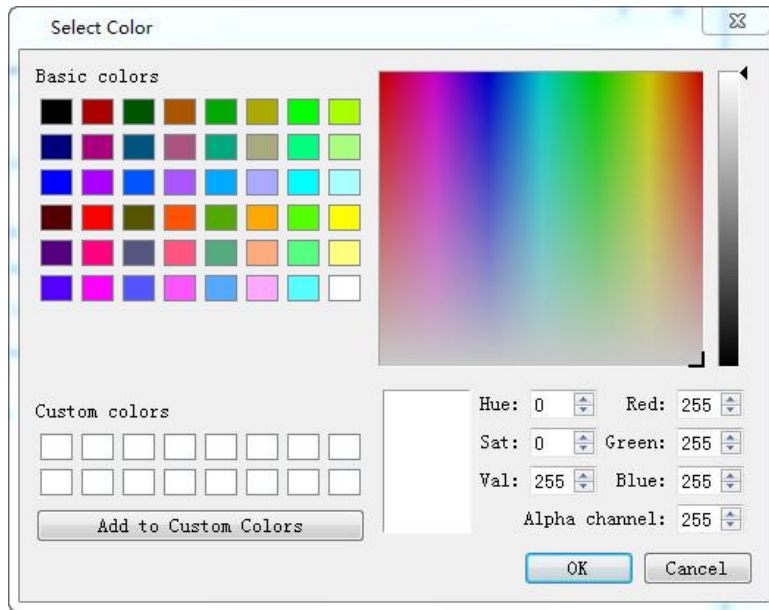 Select Color
Basic colors
Custom colors
Add to Custom Colors
Hue: 0 Red: 255
Sat: 0 Green: 255
Val: 255 Blue: 255
Alpha channel: 255
OK Cancel